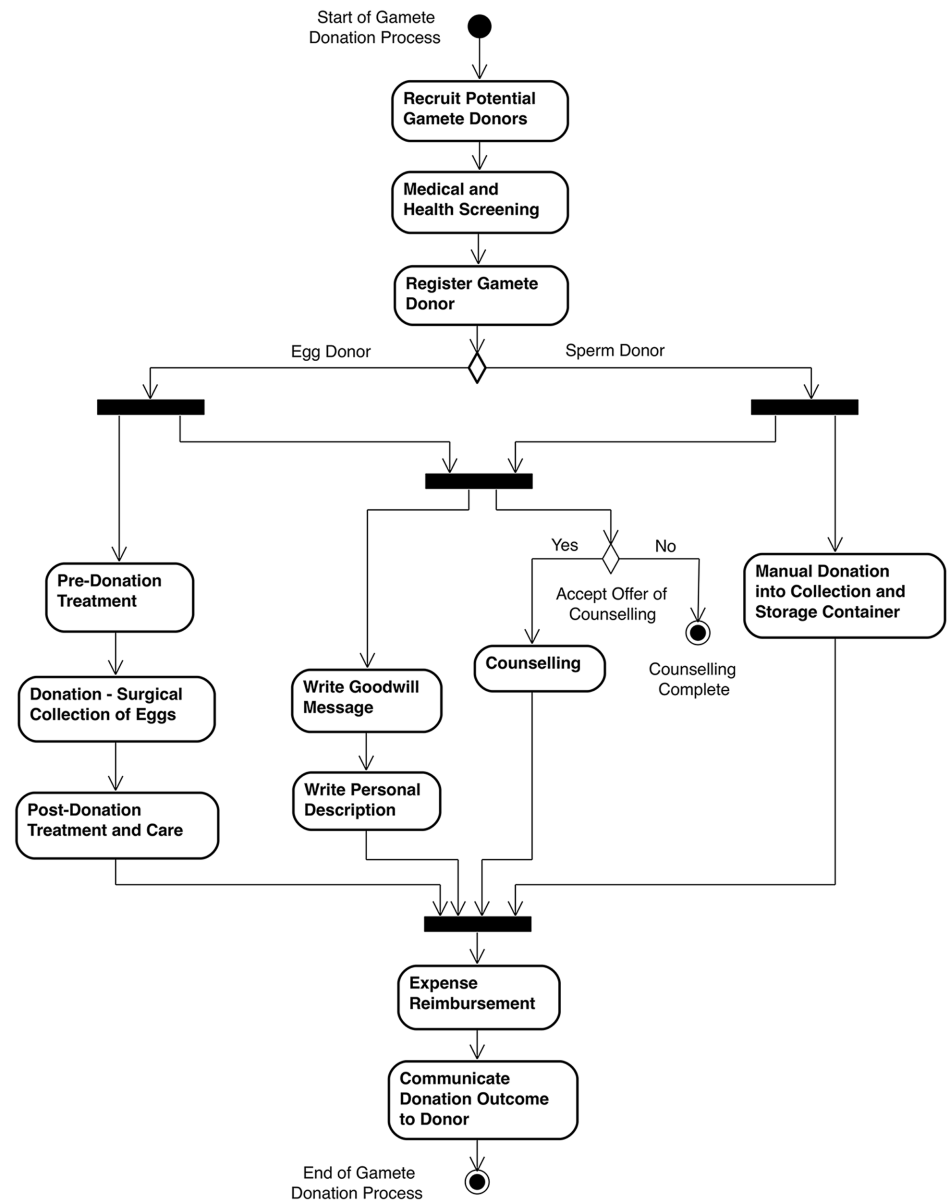 Start of Gamete
Donation Process
Recruit Potential
Gamete Donors
Medical and
Health Screening
Register Gamete
Donor
Egg Donor
Sperm Donor
Yes
No
Accept Offer of
Counselling
Pre-Donation
Treatment
Manual Donation
into Collection and
Storage Container
Counselling
Counselling
Complete
Donation - Surgical
Collection of Eggs
Write Goodwill
Message
Write Personal
Description
Post-Donation
Treatment and Care
Expense
Reimbursement
Communicate
Donation Outcome
to Donor
End of Gamete
Donation Process